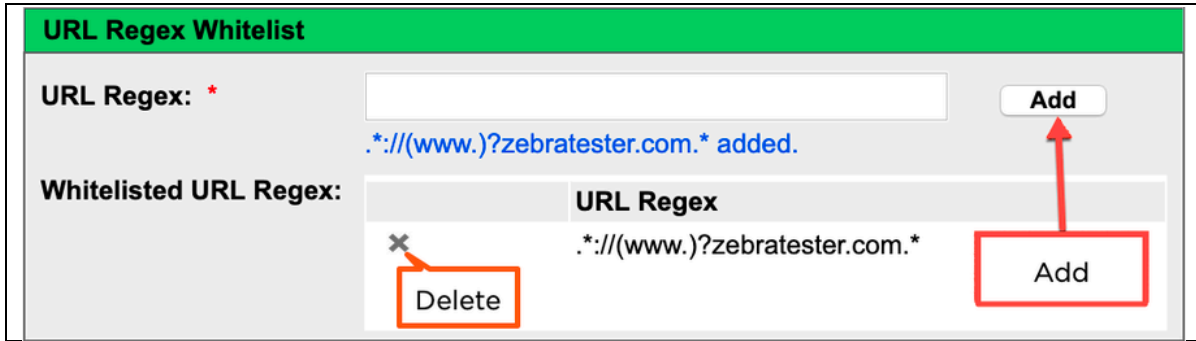 URL Regex Whitelist
URL Regex: *
Add
.*://(www.)?zebratester.com.* added.
Whitelisted URL Regex:
URL Regex
.*://(www.)?zebratester.com.*
Delete
Add